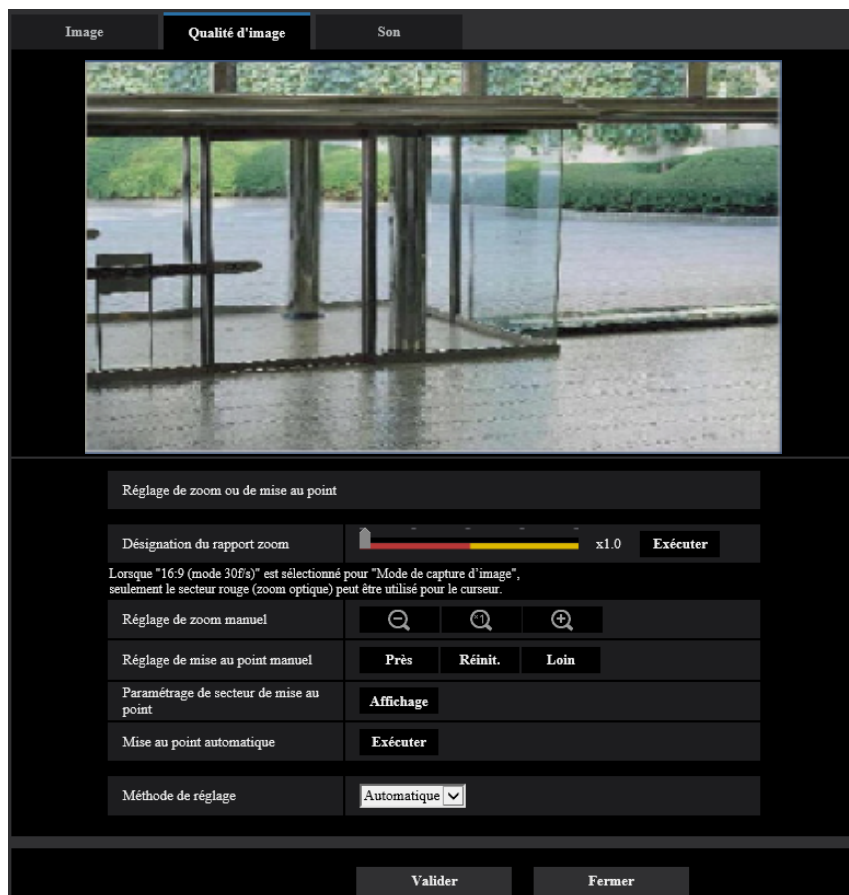 Image
Qualité d'image
Son
Réglage de zoom ou de mise au point
Désignation du rapport zoom
x1.0
Exécuter
Lorsque "16:9 (mode 30f/s)" est sélectionné pour "Mode de capture d’image",
seulement le secteur rouge (zoom optique) peut être utilisé pour le curseur.
Réglage de zoom manuel
Réglage de mise au point manuel
Près
Réinit.
Loin
Paramétrage de secteur de mise au
point
Affichage
Mise au point automatique
Exécuter
Méthode de réglage
Automatique
Valider
Fermer